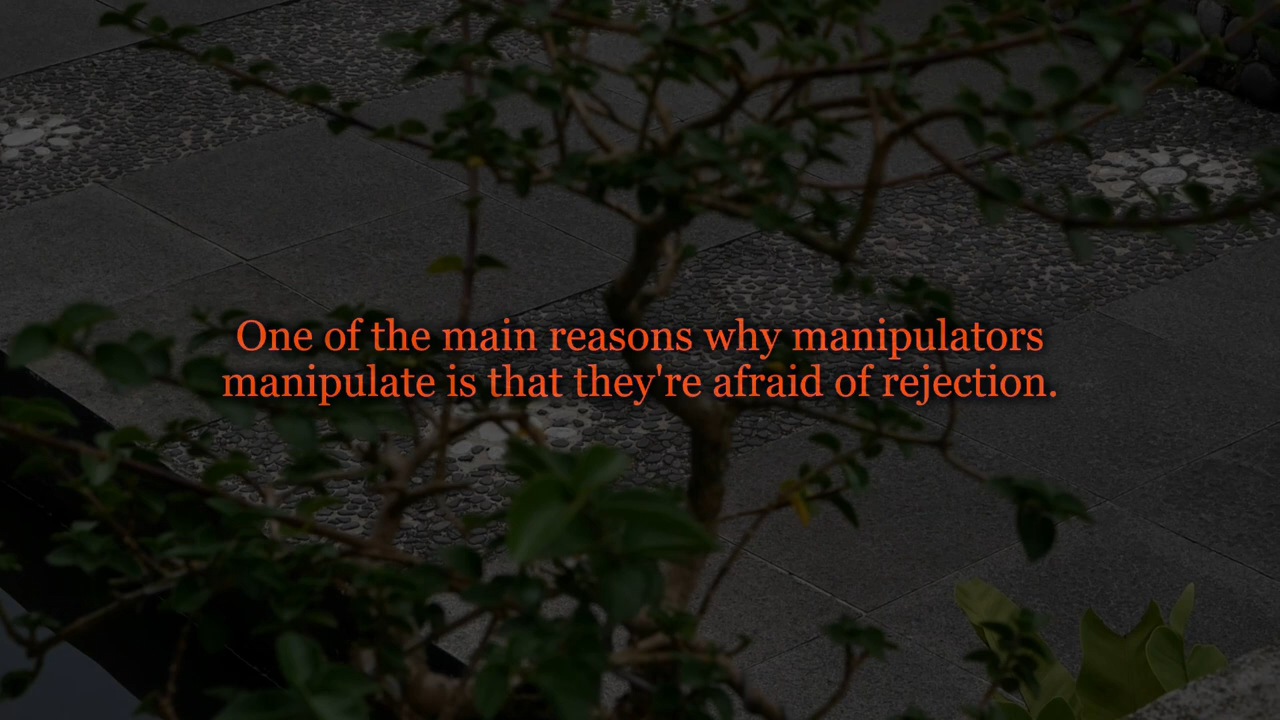 One of the main reasons why manipulators
manipulate is that they're afraid of rejection.